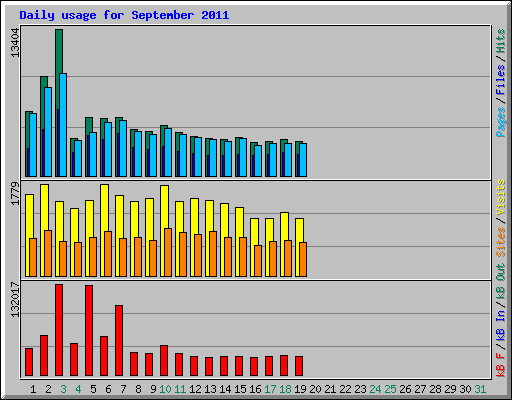 Daily usage for September 2011
13404
Pages / Files / Hits
1779
Sites / Visits
132017
kB F / kB In / kB Out
1 2 3 4 5 6 7 8 9 10 11 12 13 14 15 16 17 18 19 20 21 22 23 24 25 26 27 28 29 30 31